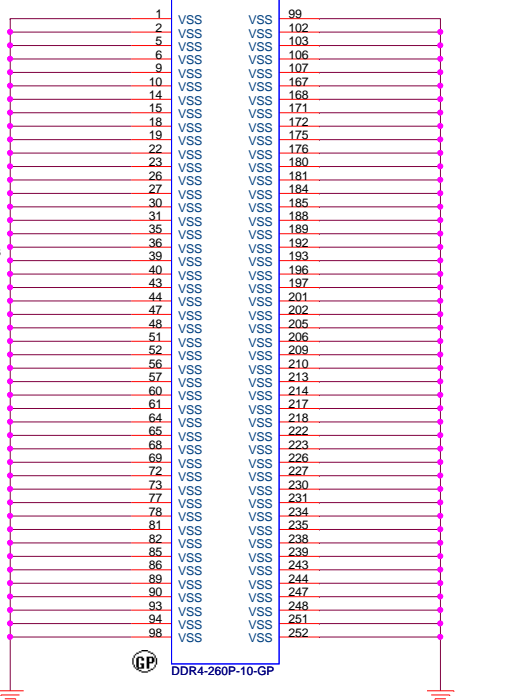 1 VSS VSS 99
2 VSS VSS 102
5 VSS VSS 103
6 VSS VSS 106
9 VSS VSS 107
10 VSS VSS 167
14 VSS VSS 168
15 VSS VSS 171
18 VSS VSS 172
19 VSS VSS 175
22 VSS VSS 176
23 VSS VSS 180
26 VSS VSS 181
27 VSS VSS 184
30 VSS VSS 185
31 VSS VSS 188
35 VSS VSS 189
36 VSS VSS 192
39 VSS VSS 193
40 VSS VSS 196
43 VSS VSS 197
44 VSS VSS 201
47 VSS VSS 202
48 VSS VSS 205
51 VSS VSS 206
52 VSS VSS 209
56 VSS VSS 210
57 VSS VSS 213
60 VSS VSS 214
61 VSS VSS 217
64 VSS VSS 218
65 VSS VSS 222
68 VSS VSS 223
69 VSS VSS 226
72 VSS VSS 227
73 VSS VSS 230
77 VSS VSS 231
78 VSS VSS 234
81 VSS VSS 235
82 VSS VSS 238
85 VSS VSS 239
86 VSS VSS 243
89 VSS VSS 244
90 VSS VSS 247
93 VSS VSS 248
94 VSS VSS 251
98 VSS VSS 252
GP
DDR4-260P-10-GP